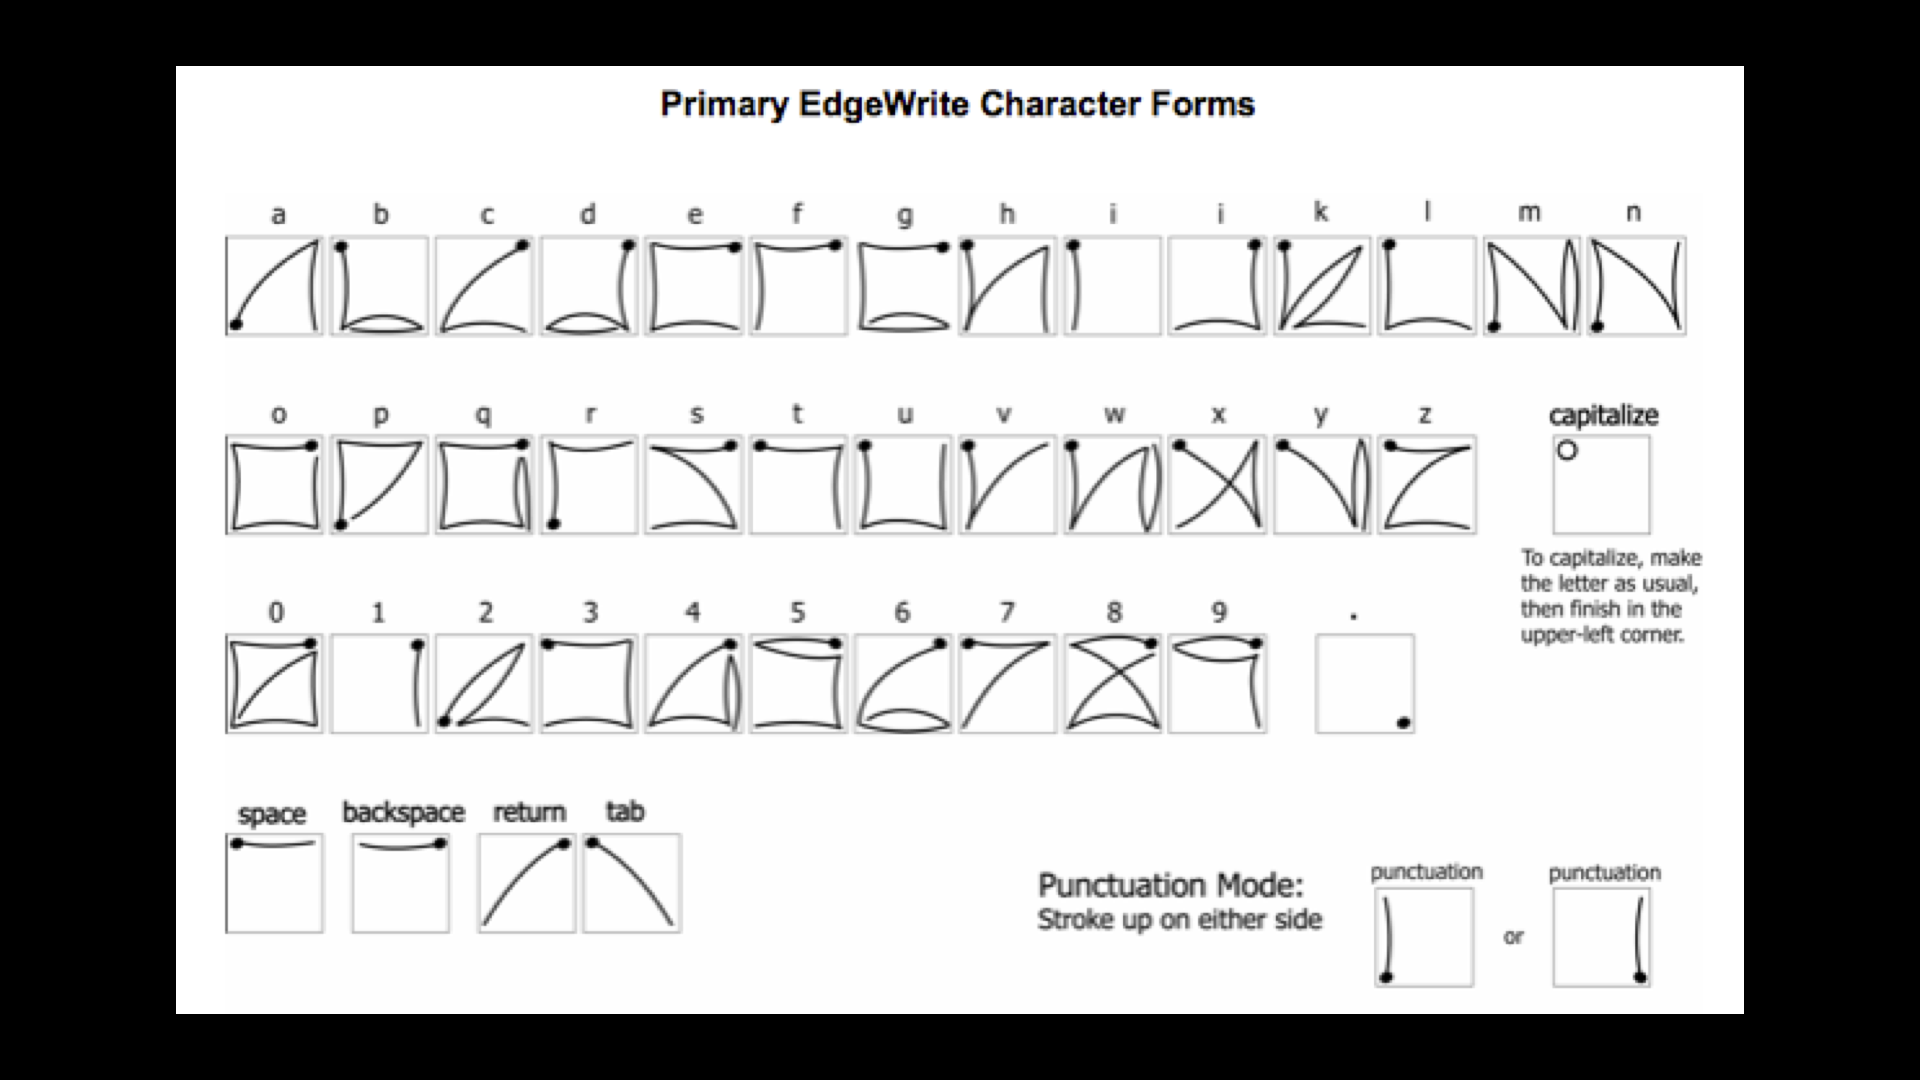 Primary EdgeWrite Character Forms
a b c d e f g h i j k l m n
o p q r s t u v w x y z capitalize
To capitalize, make
the letter as usual,
then finish in the
upper-left corner.
0 1 2 3 4 5 6 7 8 9 .
space backspace return tab
Punctuation Mode:
Stroke up on either side
punctuation or punctuation